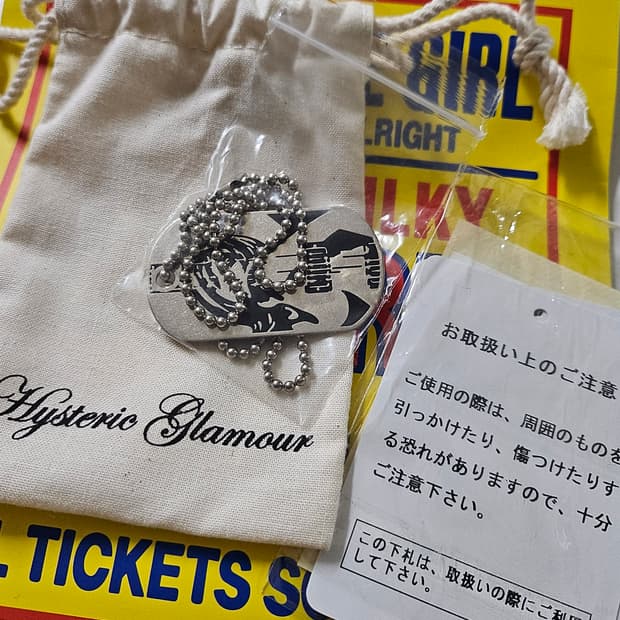 GIRL
LRIGHT
ILKY
Hysteric Glamour
お取扱い上のご注意
ご使用の際は、周囲のものを
引っかけたり、傷つけたりす
る恐れがありますので、十分
ご注意下さい。
この下札は、取扱いの際にご利用
して下さい。
L TICKETS S